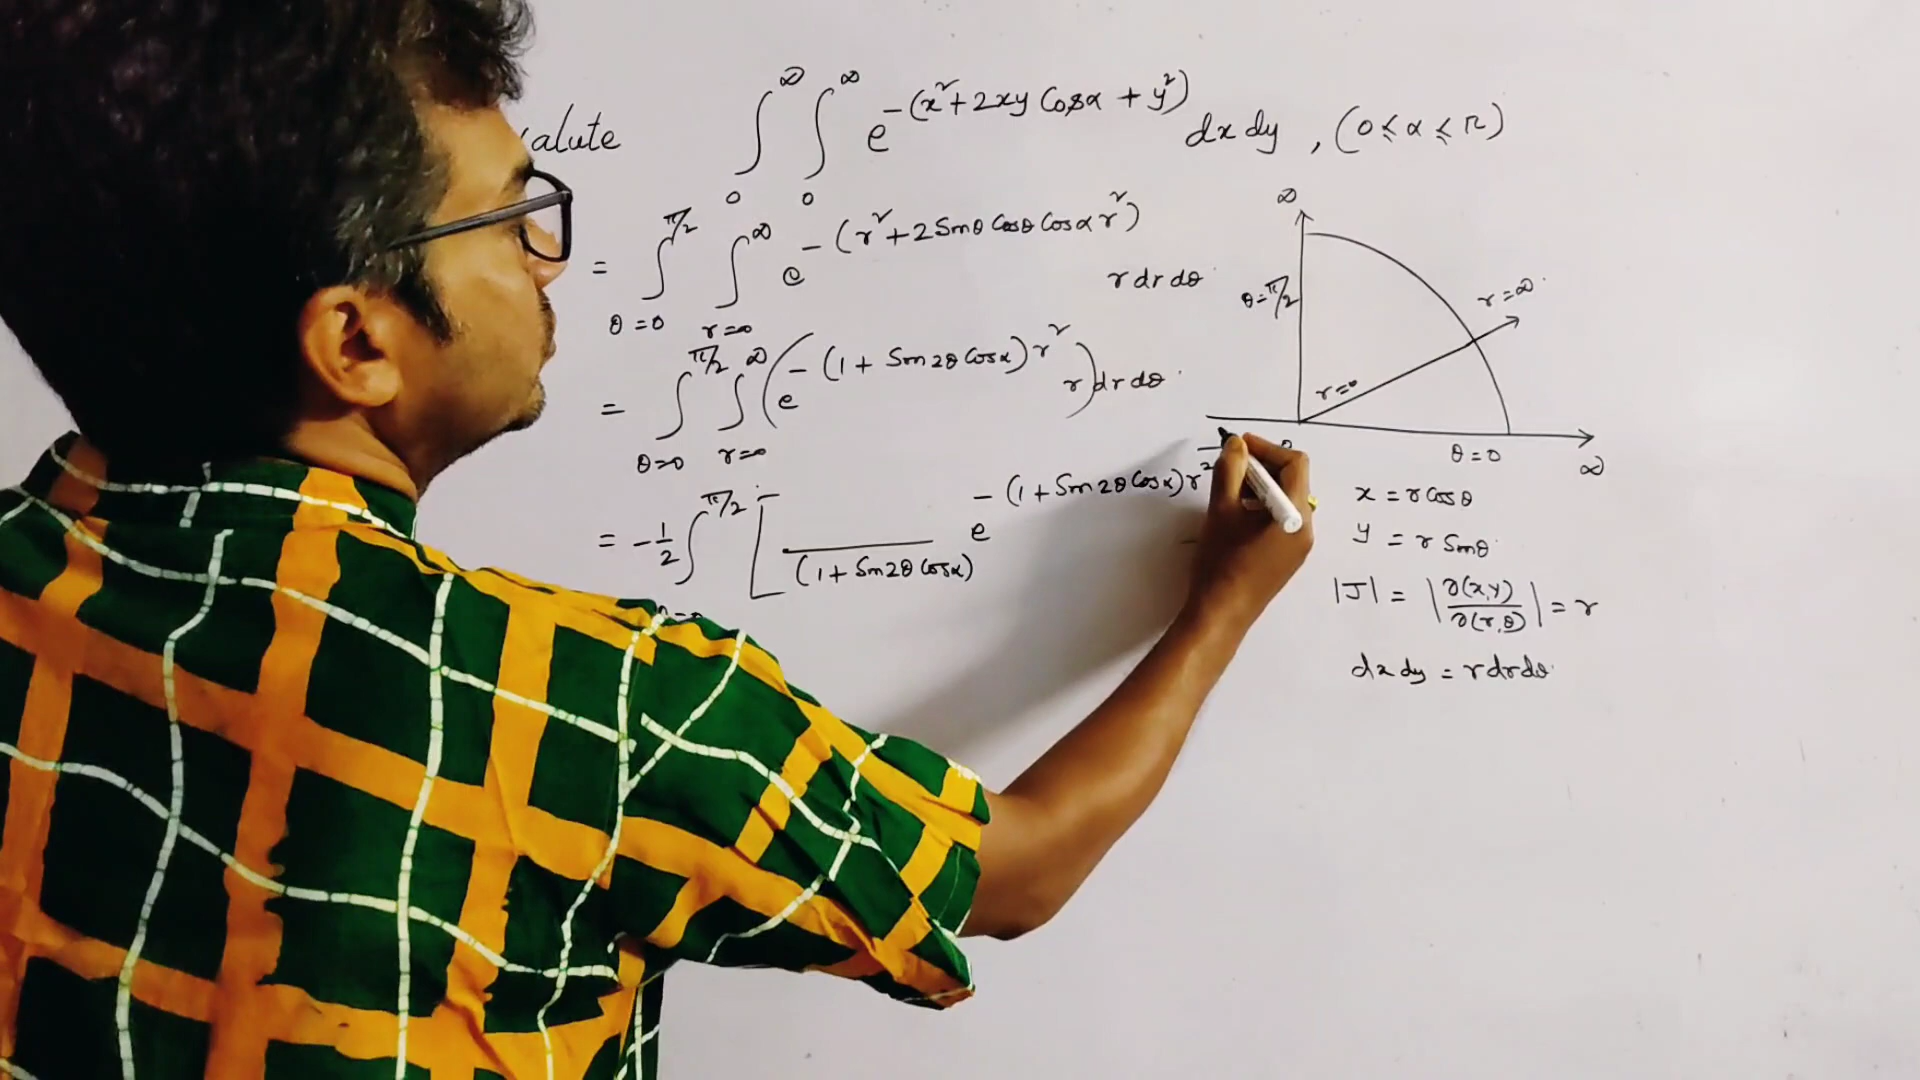 alute ∫₀^∞ ∫₀^∞ e^{-(x²+2xy Cosα + y²)} dx dy , (0 ≤ α ≤ π)
= ∫_{θ=0}^{π/2} ∫_{r=0}^{∞} e^{-(r²+2Sinθ Cosθ Cosα r²)} r dr dθ
= ∫_{θ=0}^{π/2} ∫_{r=0}^{∞} (e^{-(1+ Sin2θ Cosα) r²} r) dr dθ
= -1/2 ∫^{π/2} [ ——— (1+ Sin2θ Cosα) e^{-(1+Sin2θ Cosα) r²}
∞
θ=π/2
r=∞
r=0
θ=0
∞
x = r Cosθ
y = r Sinθ
|J| = |∂(x,y)/∂(r,θ)| = r
dx dy = r dr dθ